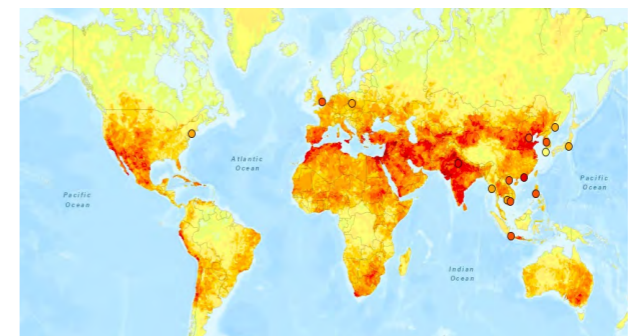 Atlantic
Ocean
Pacific
Ocean
Pacific
Ocean
Indian
Ocean